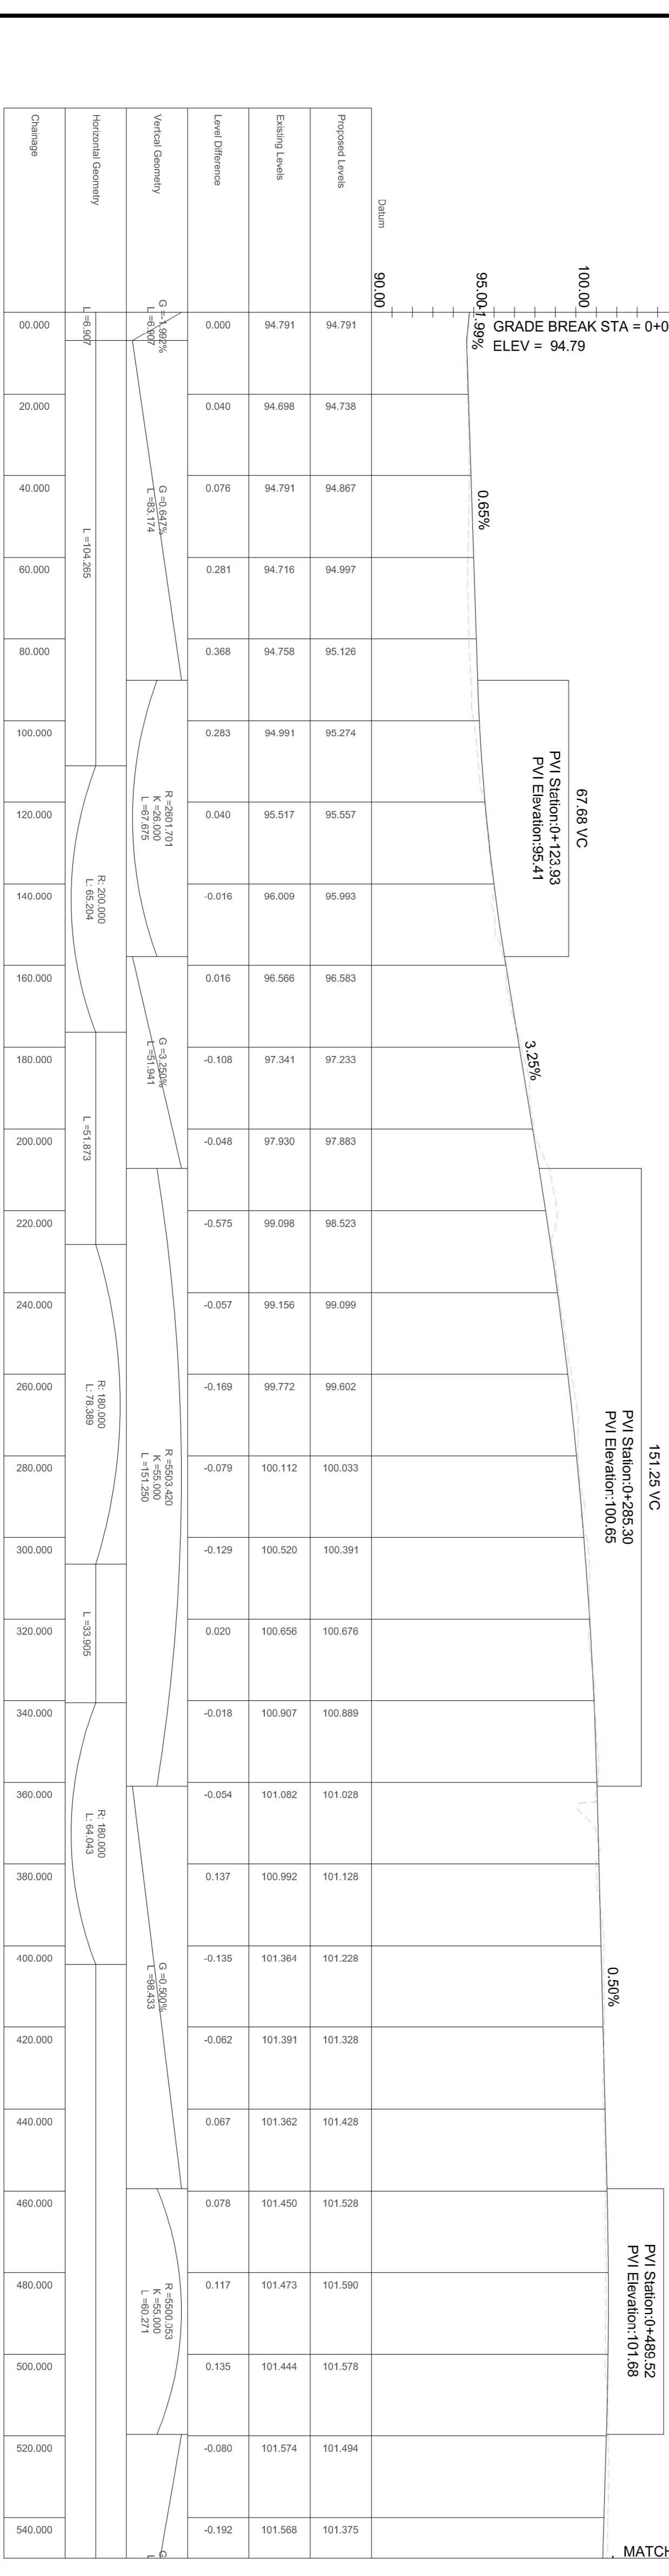 Chainage
Horizontal Geometry
Vertical Geometry
Level Difference
Existing Levels
Proposed Levels
Datum
90.00
95.00
100.00
-1.99%
GRADE BREAK STA = 0+0
ELEV = 94.79
L =6.907
G =-1.992%
L =6.907
00.000 0.000 94.791 94.791
20.000 0.040 94.698 94.738
40.000 0.076 94.791 94.867
G =0.647%
L =83.174
0.65%
L =104.265
60.000 0.281 94.716 94.997
80.000 0.368 94.758 95.126
100.000 0.283 94.991 95.274
67.68 VC
PVI Station:0+123.93
PVI Elevation:95.41
R =2601.701
K =26.000
L =67.675
120.000 0.040 95.517 95.557
R: 200.000
L: 65.204
140.000 -0.016 96.009 95.993
160.000 0.016 96.566 96.583
G =3.250%
L =51.941
3.25%
180.000 -0.108 97.341 97.233
L =51.873
200.000 -0.048 97.930 97.883
220.000 -0.575 99.098 98.523
240.000 -0.057 99.156 99.099
R: 180.000
L: 78.389
260.000 -0.169 99.772 99.602
151.25 VC
PVI Station:0+285.30
PVI Elevation:100.65
R =5503.420
K =55.000
L =151.250
280.000 -0.079 100.112 100.033
300.000 -0.129 100.520 100.391
L =33.905
320.000 0.020 100.656 100.676
340.000 -0.018 100.907 100.889
360.000 -0.054 101.082 101.028
R: 180.000
L: 64.043
380.000 0.137 100.992 101.128
400.000 -0.135 101.364 101.228
G =0.500%
L =98.433
0.50%
420.000 -0.062 101.391 101.328
440.000 0.067 101.362 101.428
460.000 0.078 101.450 101.528
PVI Station:0+489.52
PVI Elevation:101.68
R =5500.053
K =55.000
L =60.271
480.000 0.117 101.473 101.590
500.000 0.135 101.444 101.578
520.000 -0.080 101.574 101.494
540.000 -0.192 101.568 101.375
G
L
MATCH